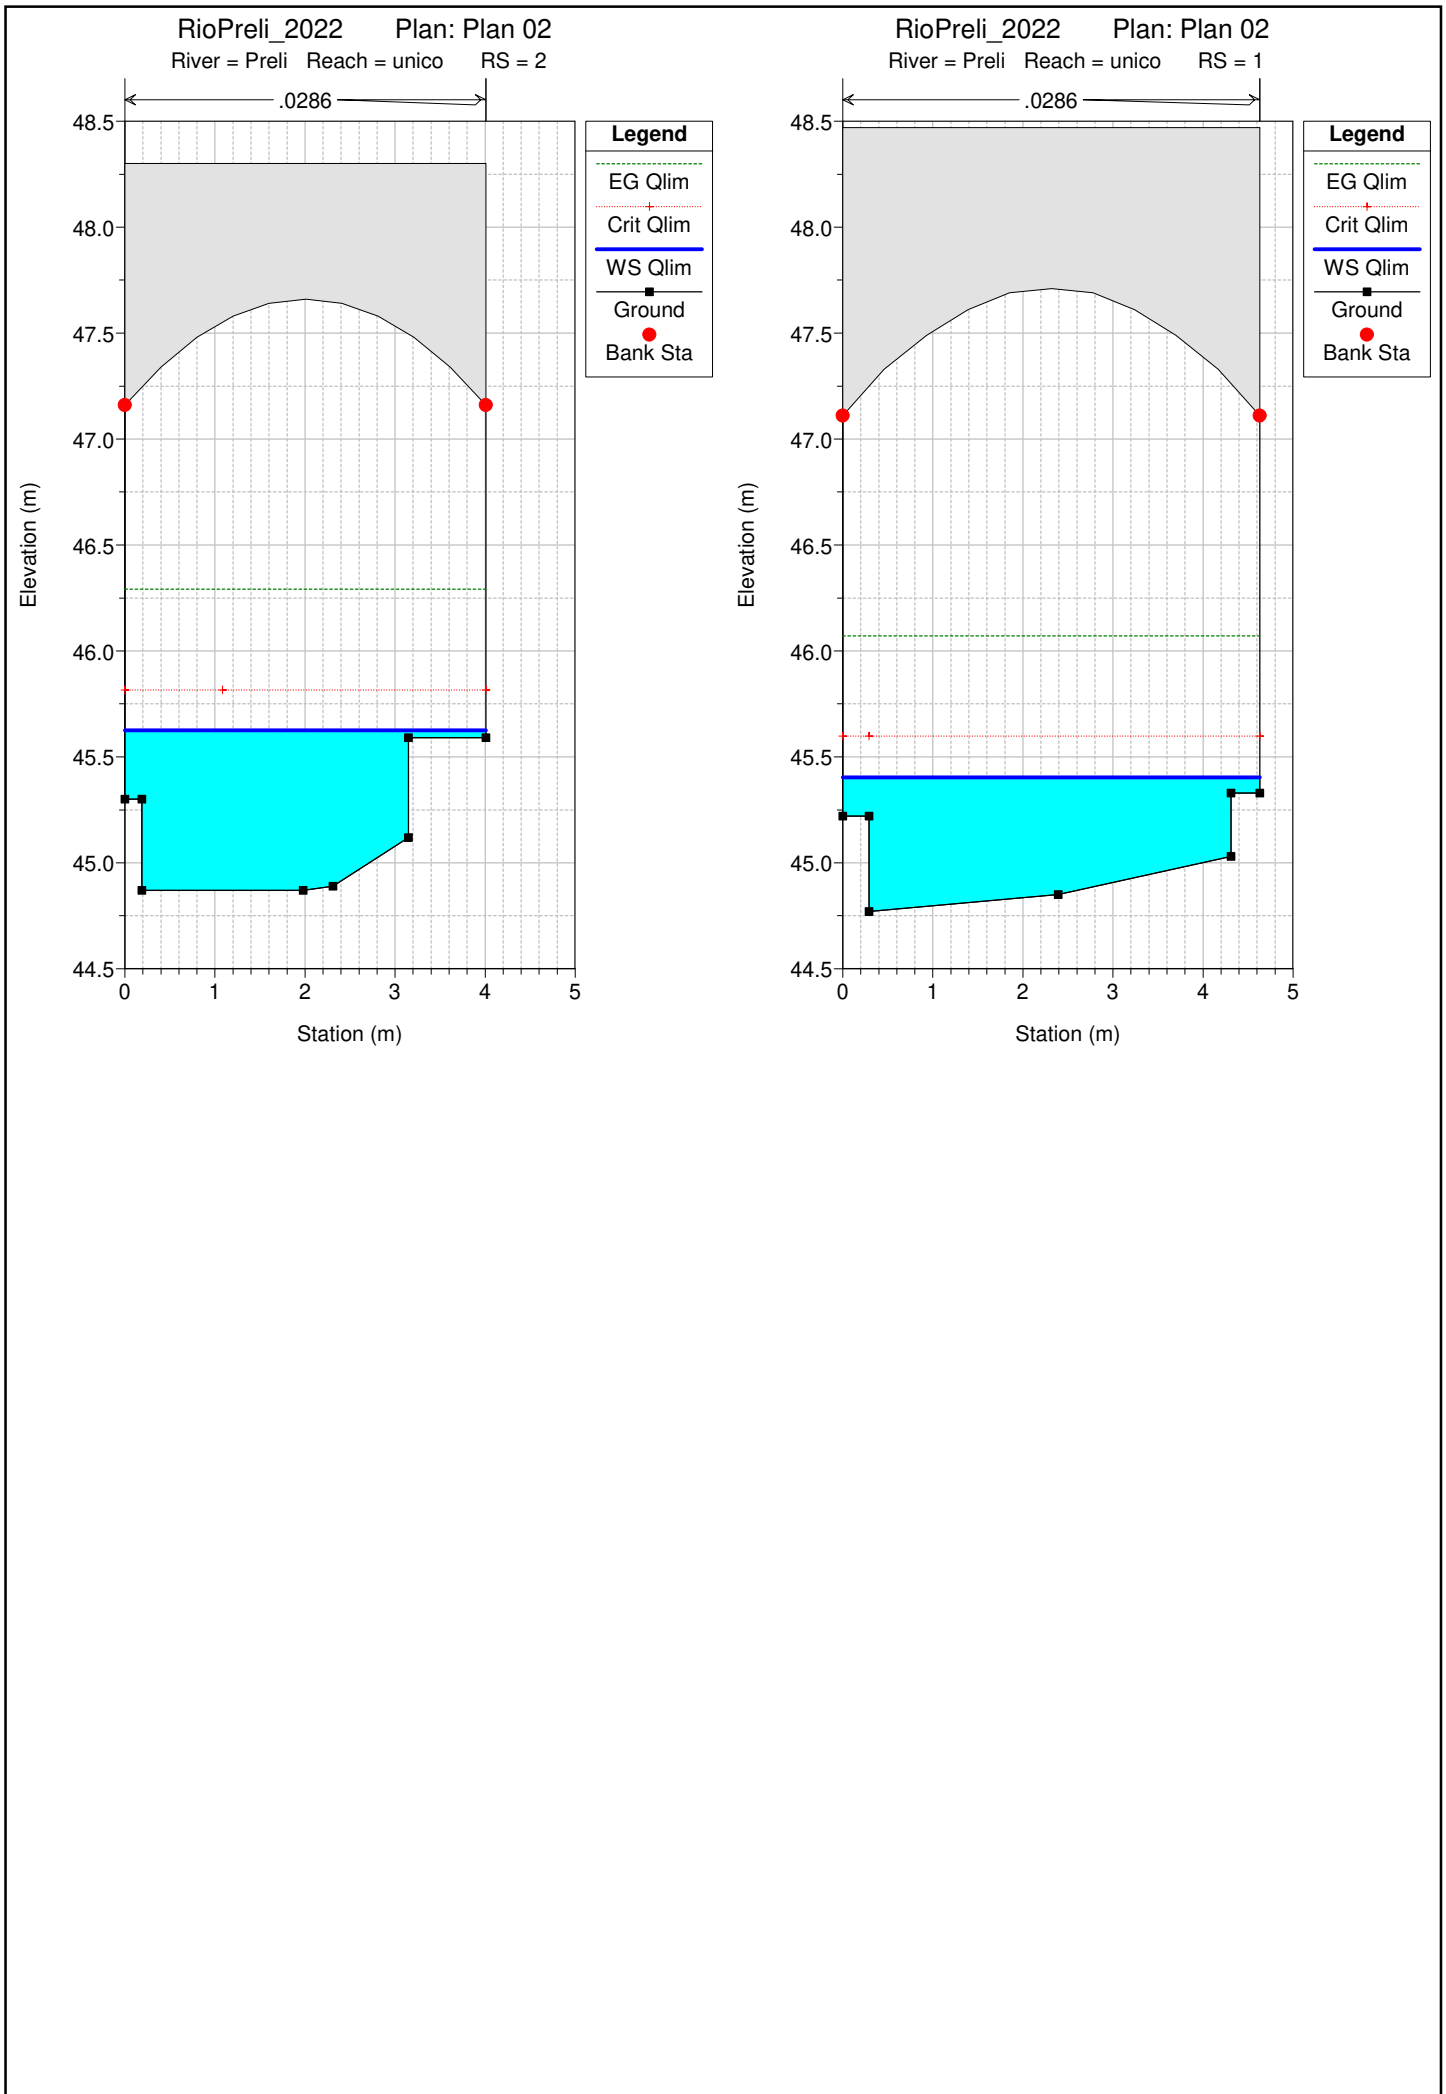 RioPreli_2022 Plan: Plan 02
River = Preli Reach = unico RS = 2
.0286
48.5
48.0
47.5
47.0
46.5
46.0
45.5
45.0
44.5
Elevation (m)
0 1 2 3 4 5
Station (m)
Legend
EG Qlim
Crit Qlim
WS Qlim
Ground
Bank Sta
RioPreli_2022 Plan: Plan 02
River = Preli Reach = unico RS = 1
.0286
48.5
48.0
47.5
47.0
46.5
46.0
45.5
45.0
44.5
Elevation (m)
0 1 2 3 4 5
Station (m)
Legend
EG Qlim
Crit Qlim
WS Qlim
Ground
Bank Sta